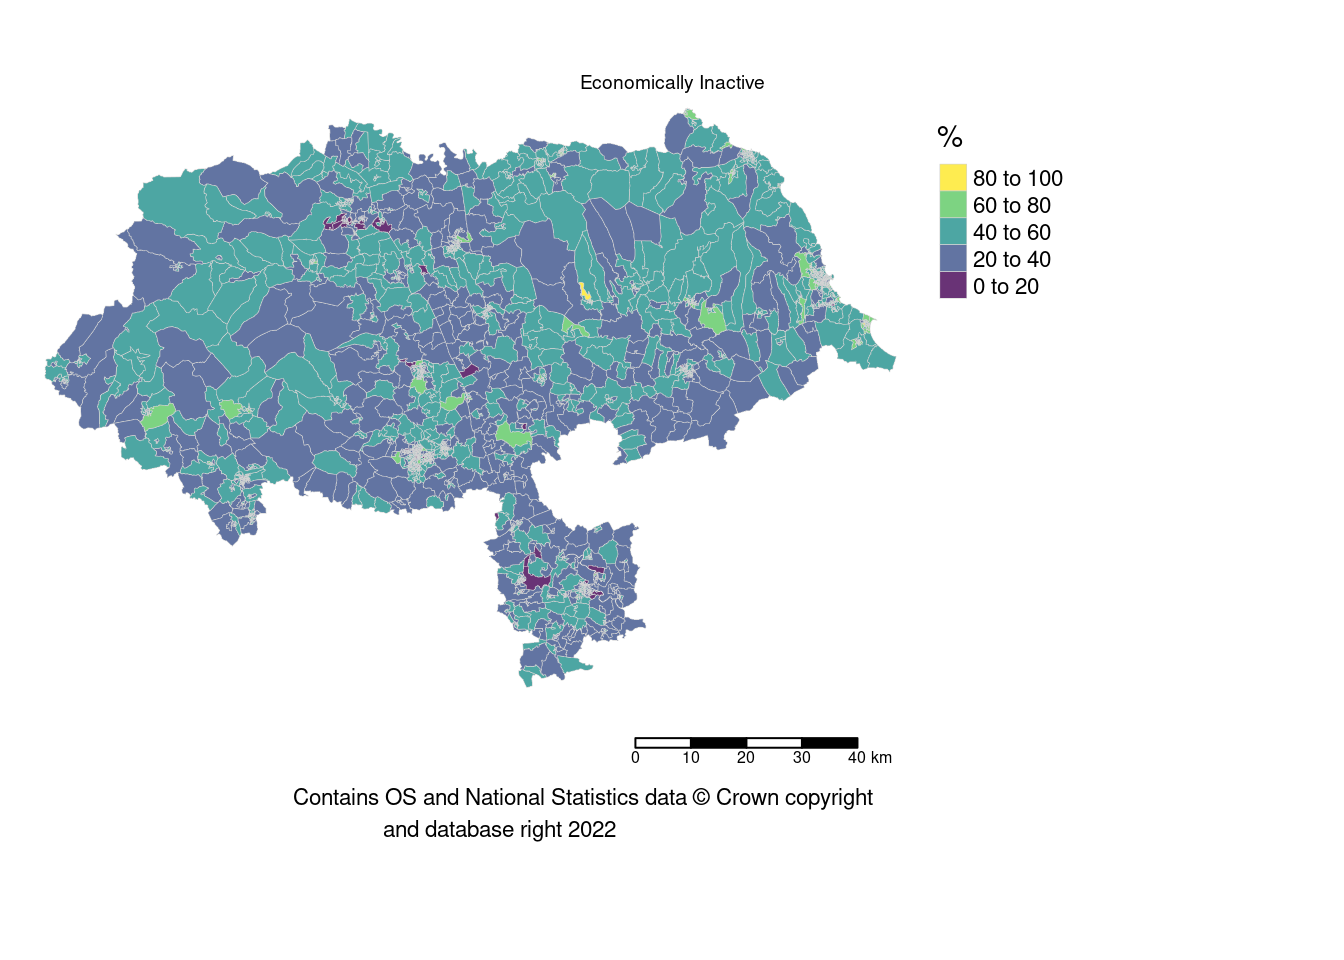 Economically Inactive
%
80 to 100
60 to 80
40 to 60
20 to 40
0 to 20
0 10 20 30 40 km
Contains OS and National Statistics data © Crown copyright
and database right 2022